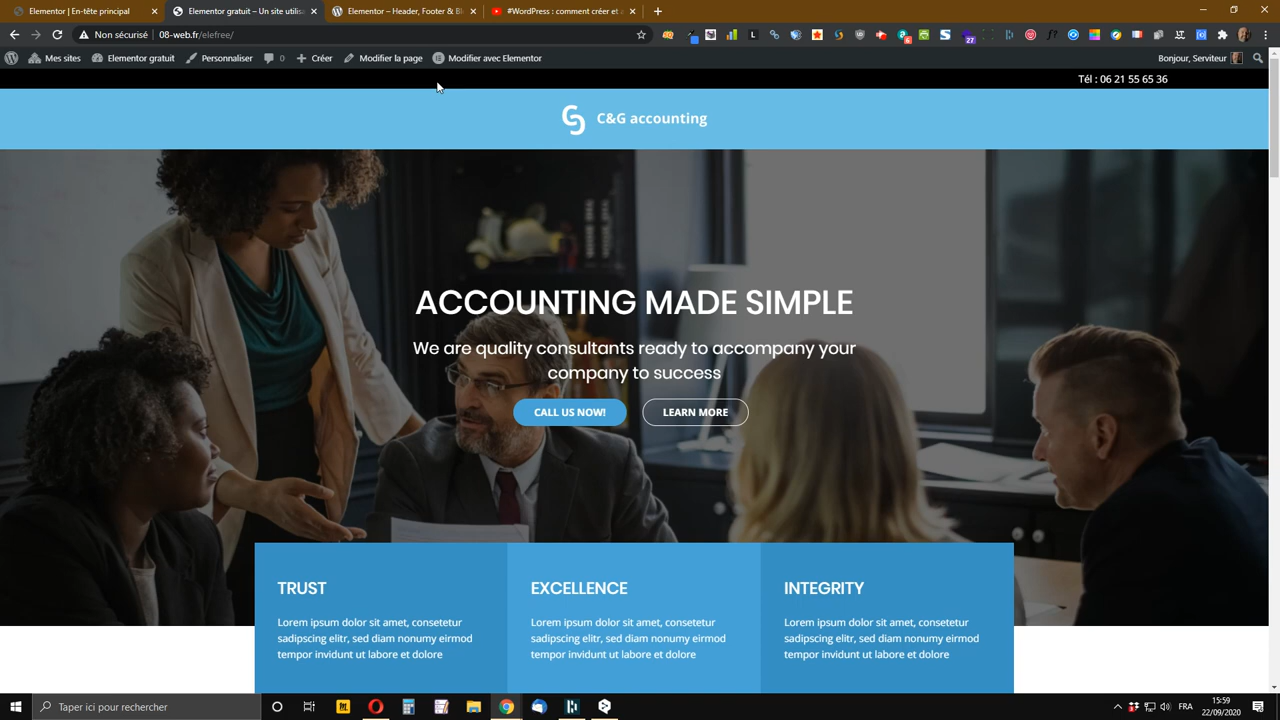 Elementor | En-tête principal
Elementor gratuit – Un site utilisa
Elementor – Header, Footer & Bl
#WordPress : comment créer et a
Non sécurisé
08-web.fr/elefree/
Mes sites
Elementor gratuit
Personnaliser
0
Créer
Modifier la page
Modifier avec Elementor
Bonjour, Serviteur
Tél : 06 21 55 65 36
C&G accounting
ACCOUNTING MADE SIMPLE
We are quality consultants ready to accompany your
company to success
CALL US NOW!
LEARN MORE
TRUST
Lorem ipsum dolor sit amet, consetetur
sadipscing elitr, sed diam nonumy eirmod
tempor invidunt ut labore et dolore
EXCELLENCE
Lorem ipsum dolor sit amet, consetetur
sadipscing elitr, sed diam nonumy eirmod
tempor invidunt ut labore et dolore
INTEGRITY
Lorem ipsum dolor sit amet, consetetur
sadipscing elitr, sed diam nonumy eirmod
tempor invidunt ut labore et dolore
Taper ici pour rechercher
FRA
15:59
22/09/2020